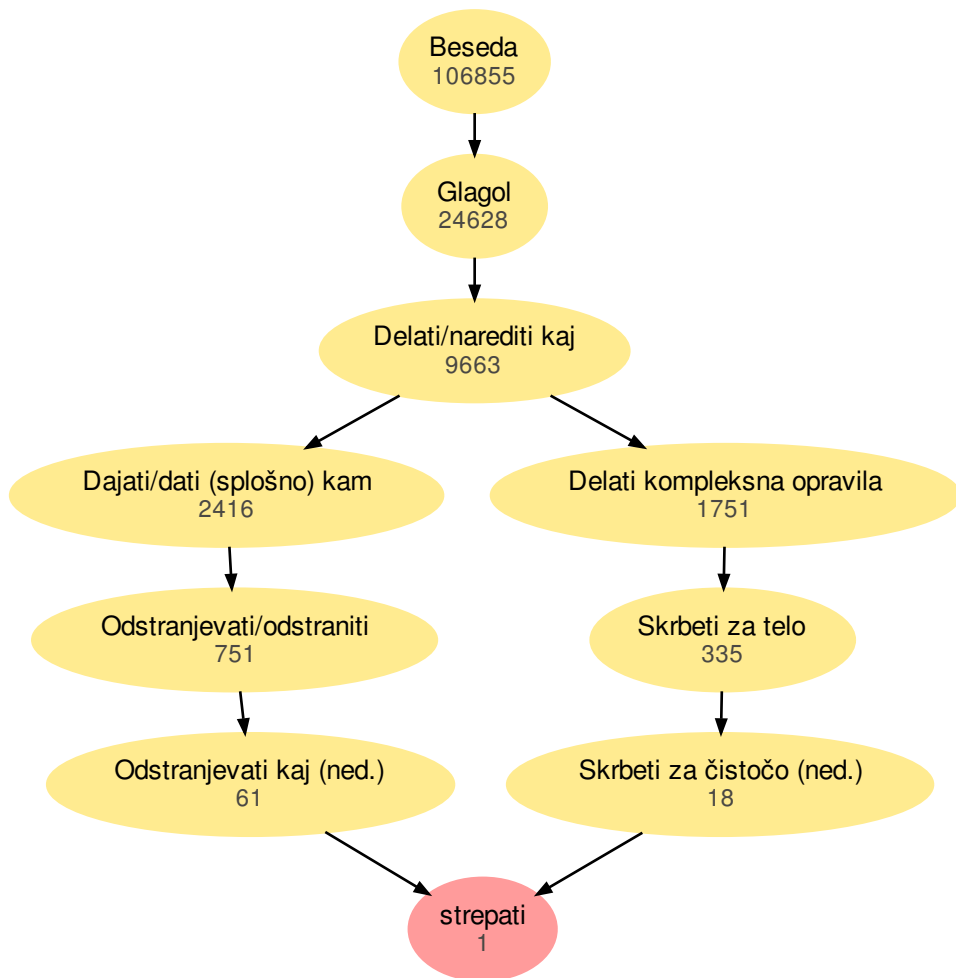 Beseda
106855
Glagol
24628
Delati/narediti kaj
9663
Dajati/dati (splošno) kam
2416
Delati kompleksna opravila
1751
Odstranjevati/odstraniti
751
Skrbeti za telo
335
Odstranjevati kaj (ned.)
61
Skrbeti za čistočo (ned.)
18
strepati
1